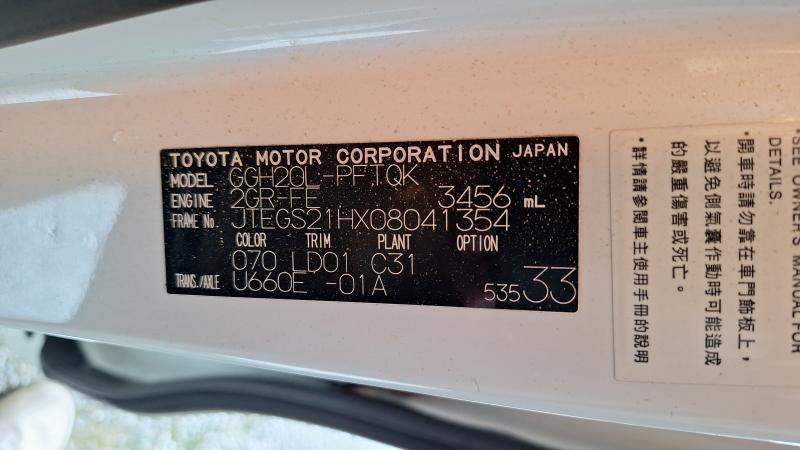 TOYOTA MOTOR CORPORATION JAPAN
MODEL GGH20L-PFTQK
ENGINE 2GR-FE 3456 mL
FRAME No. JTEGS21HX08041354
COLOR TRIM PLANT OPTION
070 LD01 C31
TRANS./AXLE U660E -01A
53533
*SEE OWNER'S MANUAL FOR
DETAILS.
•開車時請勿靠在車門飾板上，
以避免側氣囊作動時可能造成
的嚴重傷害或死亡。
•詳情請參閱車主使用手冊的說明